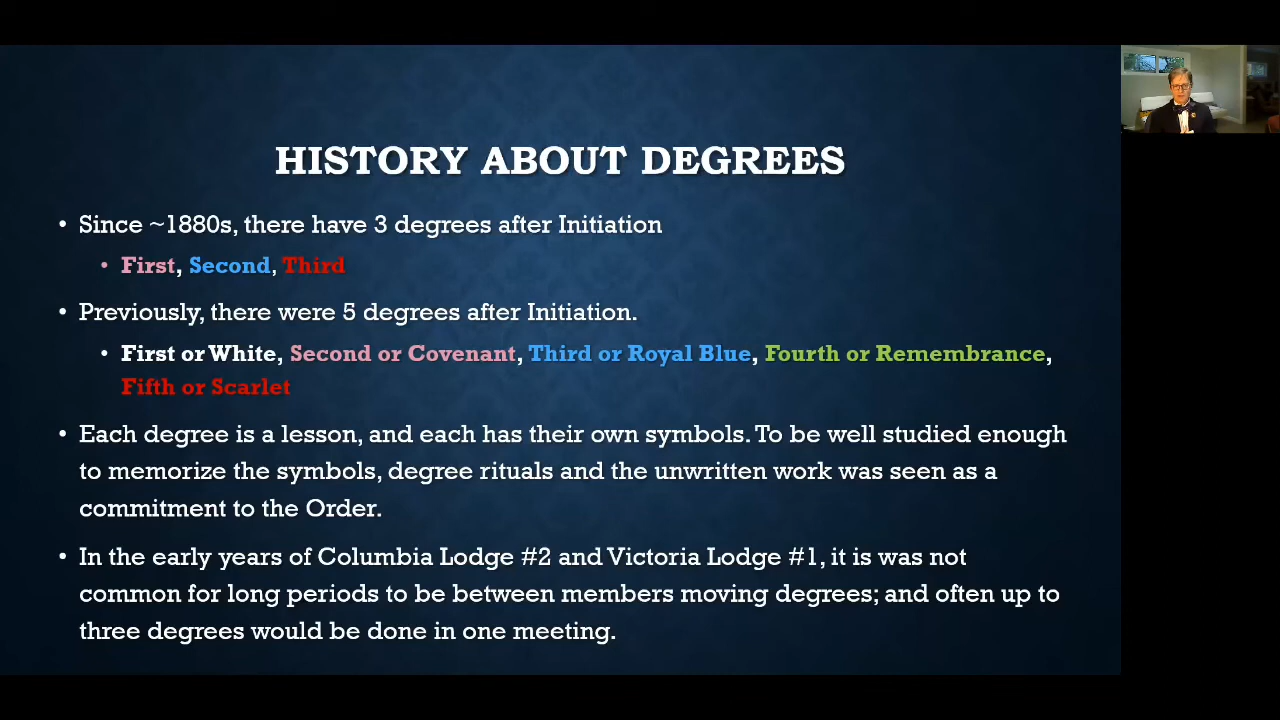 HISTORY ABOUT DEGREES
• Since ~1880s, there have 3 degrees after Initiation
• First, Second, Third
• Previously, there were 5 degrees after Initiation.
• First or White, Second or Covenant, Third or Royal Blue, Fourth or Remembrance,
Fifth or Scarlet
• Each degree is a lesson, and each has their own symbols. To be well studied enough
to memorize the symbols, degree rituals and the unwritten work was seen as a
commitment to the Order.
• In the early years of Columbia Lodge #2 and Victoria Lodge #1, it is was not
common for long periods to be between members moving degrees; and often up to
three degrees would be done in one meeting.